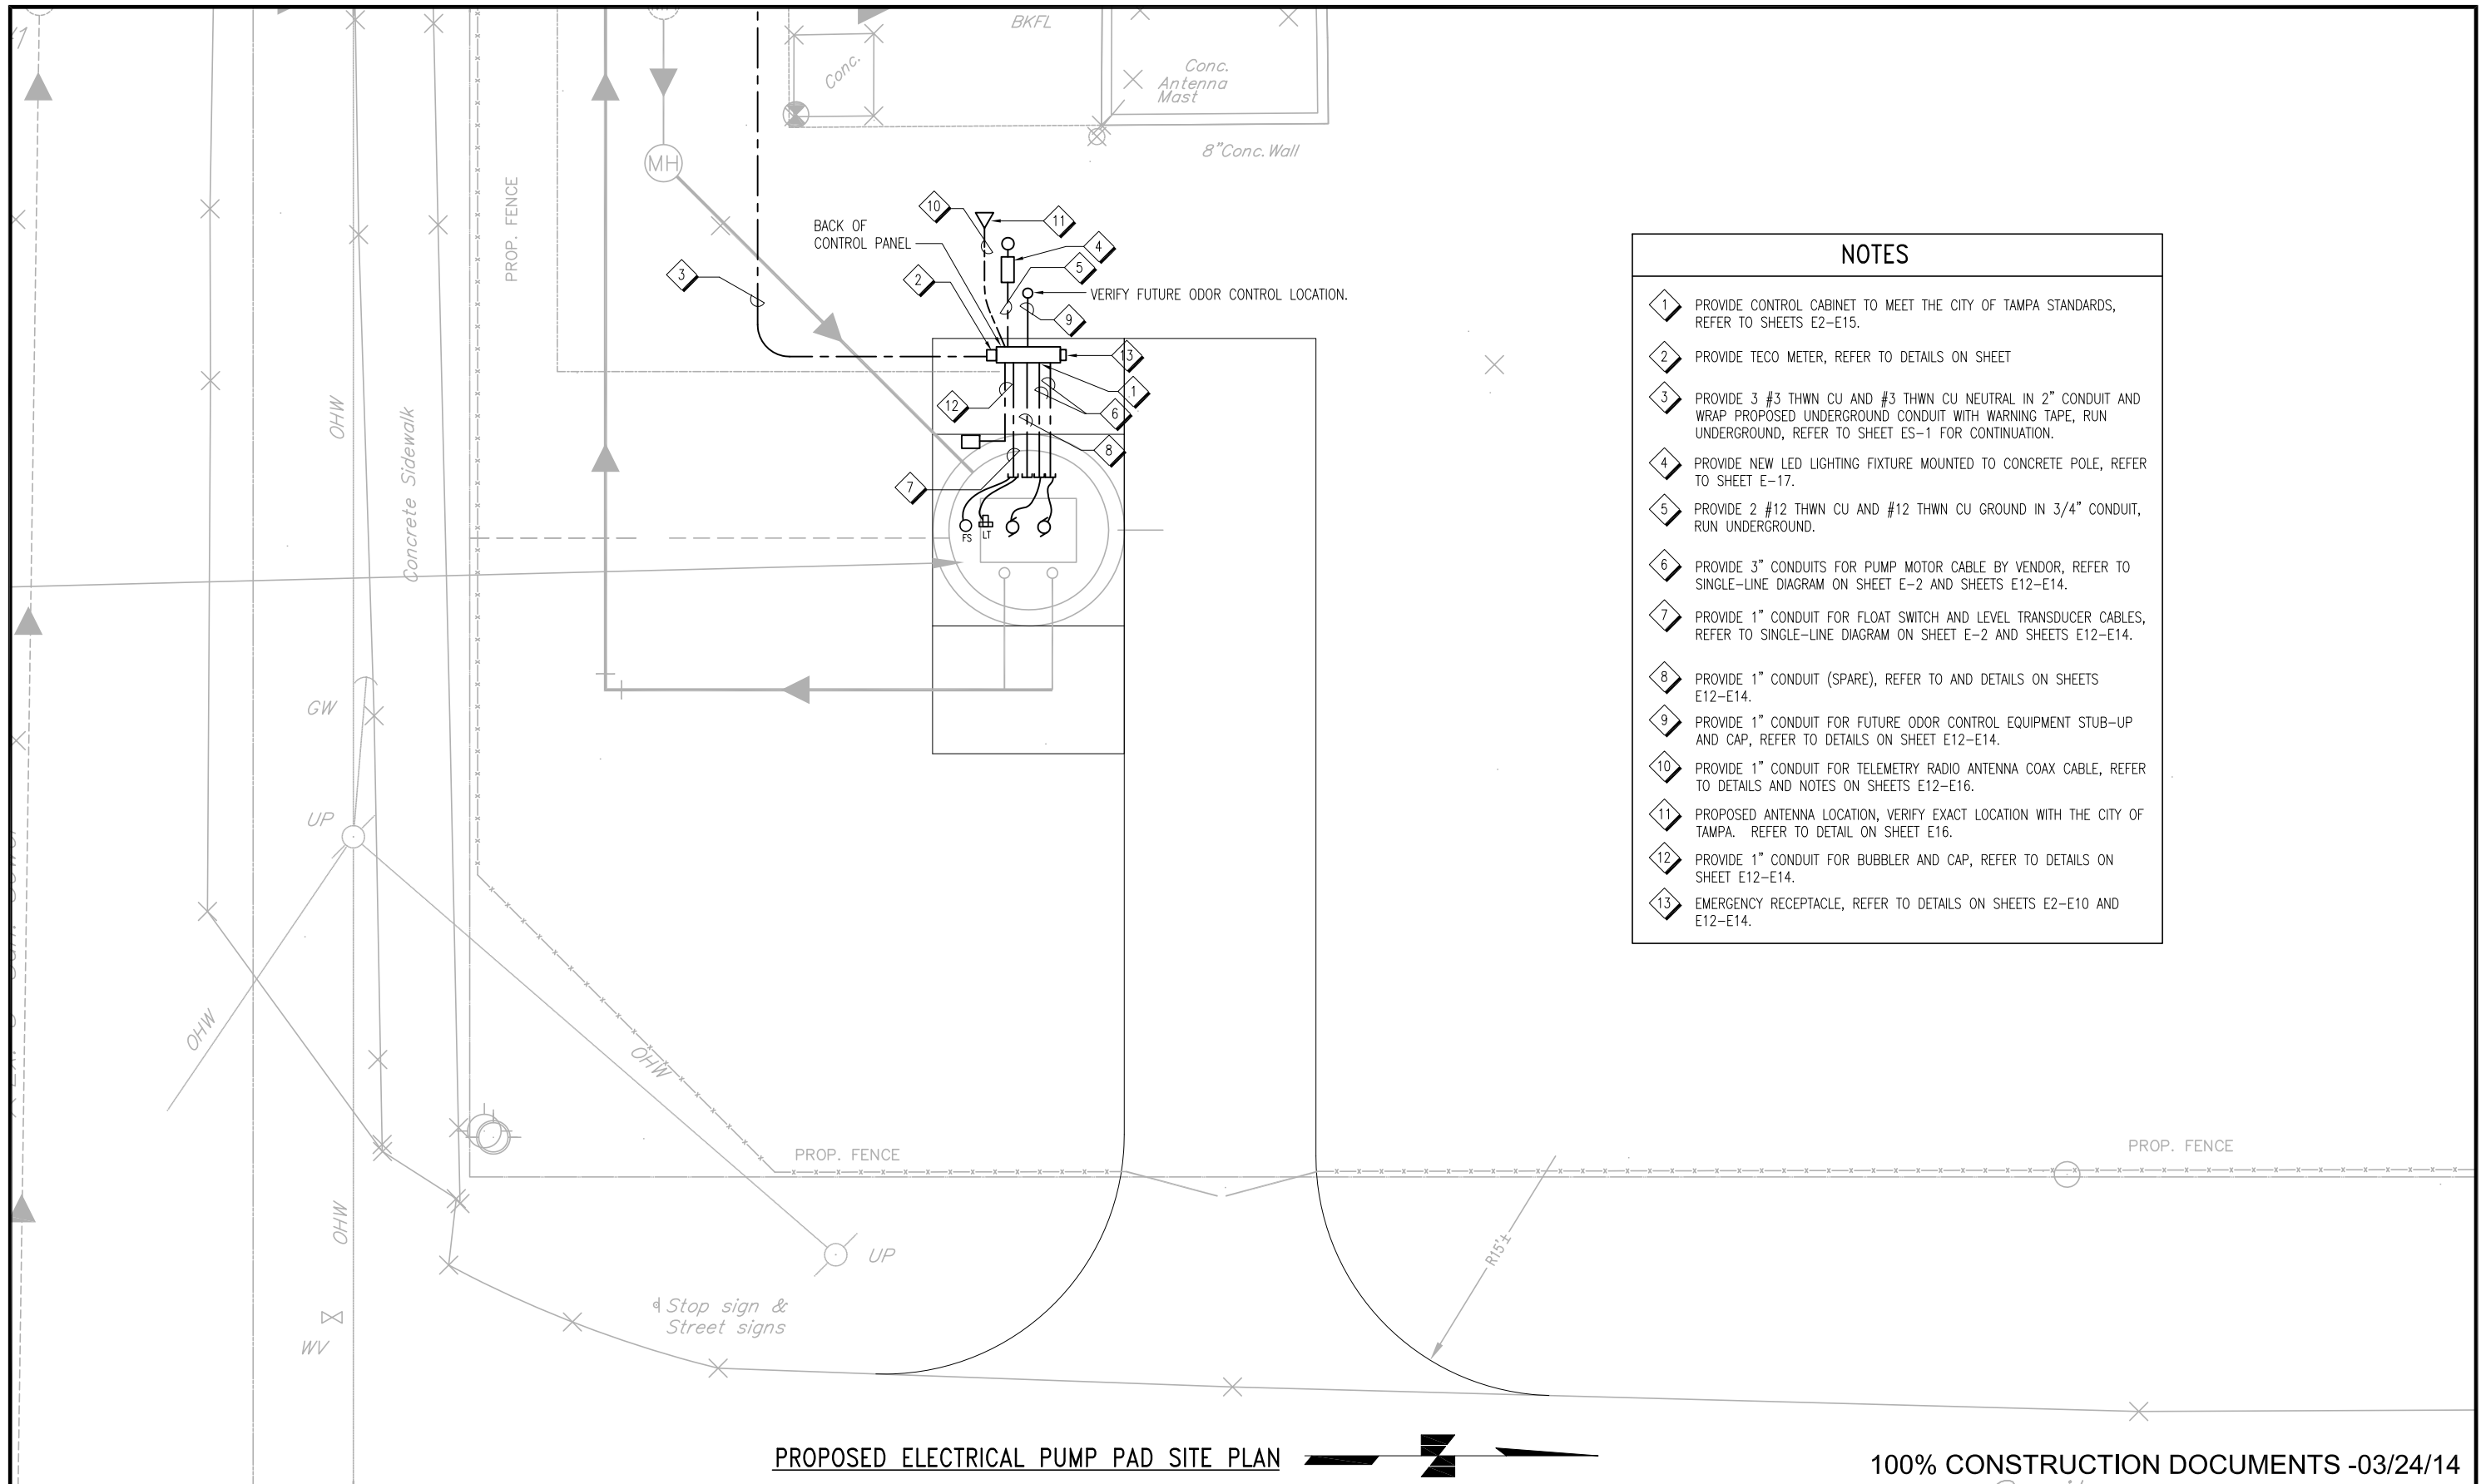 BKFL
Conc.
Conc.
Antenna
Mast
8"Conc. Wall
MH
PROP. FENCE
BACK OF
CONTROL PANEL
10
11
4
5
3
2
VERIFY FUTURE ODOR CONTROL LOCATION.
9
13
1
12
6
8
7
FS
LT
OHW
Concrete Sidewalk
GW
UP
OHW
OHW
OHW
UP
WV
PROP. FENCE
PROP. FENCE
R15'±
Stop sign &
Street signs
NOTES
1 PROVIDE CONTROL CABINET TO MEET THE CITY OF TAMPA STANDARDS,
REFER TO SHEETS E2-E15.
2 PROVIDE TECO METER, REFER TO DETAILS ON SHEET
3 PROVIDE 3 #3 THWN CU AND #3 THWN CU NEUTRAL IN 2" CONDUIT AND
WRAP PROPOSED UNDERGROUND CONDUIT WITH WARNING TAPE, RUN
UNDERGROUND, REFER TO SHEET ES-1 FOR CONTINUATION.
4 PROVIDE NEW LED LIGHTING FIXTURE MOUNTED TO CONCRETE POLE, REFER
TO SHEET E-17.
5 PROVIDE 2 #12 THWN CU AND #12 THWN CU GROUND IN 3/4" CONDUIT,
RUN UNDERGROUND.
6 PROVIDE 3" CONDUITS FOR PUMP MOTOR CABLE BY VENDOR, REFER TO
SINGLE-LINE DIAGRAM ON SHEET E-2 AND SHEETS E12-E14.
7 PROVIDE 1" CONDUIT FOR FLOAT SWITCH AND LEVEL TRANSDUCER CABLES,
REFER TO SINGLE-LINE DIAGRAM ON SHEET E-2 AND SHEETS E12-E14.
8 PROVIDE 1" CONDUIT (SPARE), REFER TO AND DETAILS ON SHEETS
E12-E14.
9 PROVIDE 1" CONDUIT FOR FUTURE ODOR CONTROL EQUIPMENT STUB-UP
AND CAP, REFER TO DETAILS ON SHEET E12-E14.
10 PROVIDE 1" CONDUIT FOR TELEMETRY RADIO ANTENNA COAX CABLE, REFER
TO DETAILS AND NOTES ON SHEETS E12-E16.
11 PROPOSED ANTENNA LOCATION, VERIFY EXACT LOCATION WITH THE CITY OF
TAMPA. REFER TO DETAIL ON SHEET E16.
12 PROVIDE 1" CONDUIT FOR BUBBLER AND CAP, REFER TO DETAILS ON
SHEET E12-E14.
13 EMERGENCY RECEPTACLE, REFER TO DETAILS ON SHEETS E2-E10 AND
E12-E14.
PROPOSED ELECTRICAL PUMP PAD SITE PLAN
100% CONSTRUCTION DOCUMENTS -03/24/14